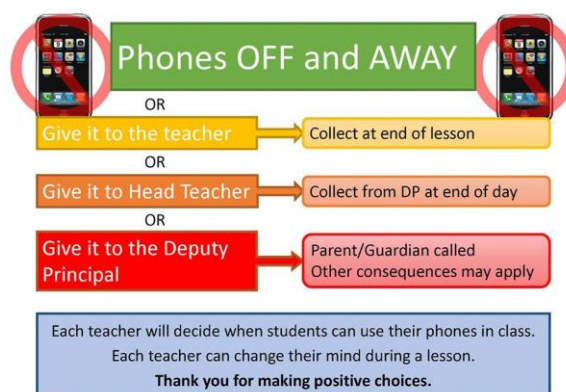 Phones OFF and AWAY
OR
Give it to the teacher
Collect at end of lesson
OR
Give it to Head Teacher
Collect from DP at end of day
OR
Give it to the Deputy
Principal
Parent/Guardian called
Other consequences may apply
Each teacher will decide when students can use their phones in class.
Each teacher can change their mind during a lesson.
Thank you for making positive choices.